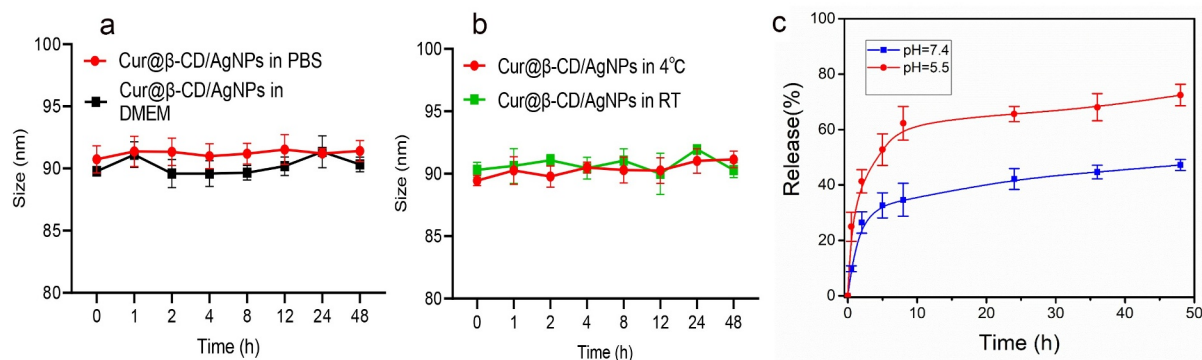 a
100
95
90
85
80
Size (nm)
Cur@β-CD/AgNPs in PBS
Cur@β-CD/AgNPs in
DMEM
0 1 2 4 8 12 24 48
Time (h)
b
100
95
90
85
80
Size (nm)
Cur@β-CD/AgNPs in 4°C
Cur@β-CD/AgNPs in RT
0 1 2 4 8 12 24 48
Time (h)
c
100
80
60
40
20
0
Release(%)
pH=7.4
pH=5.5
0 10 20 30 40 50
Time (h)